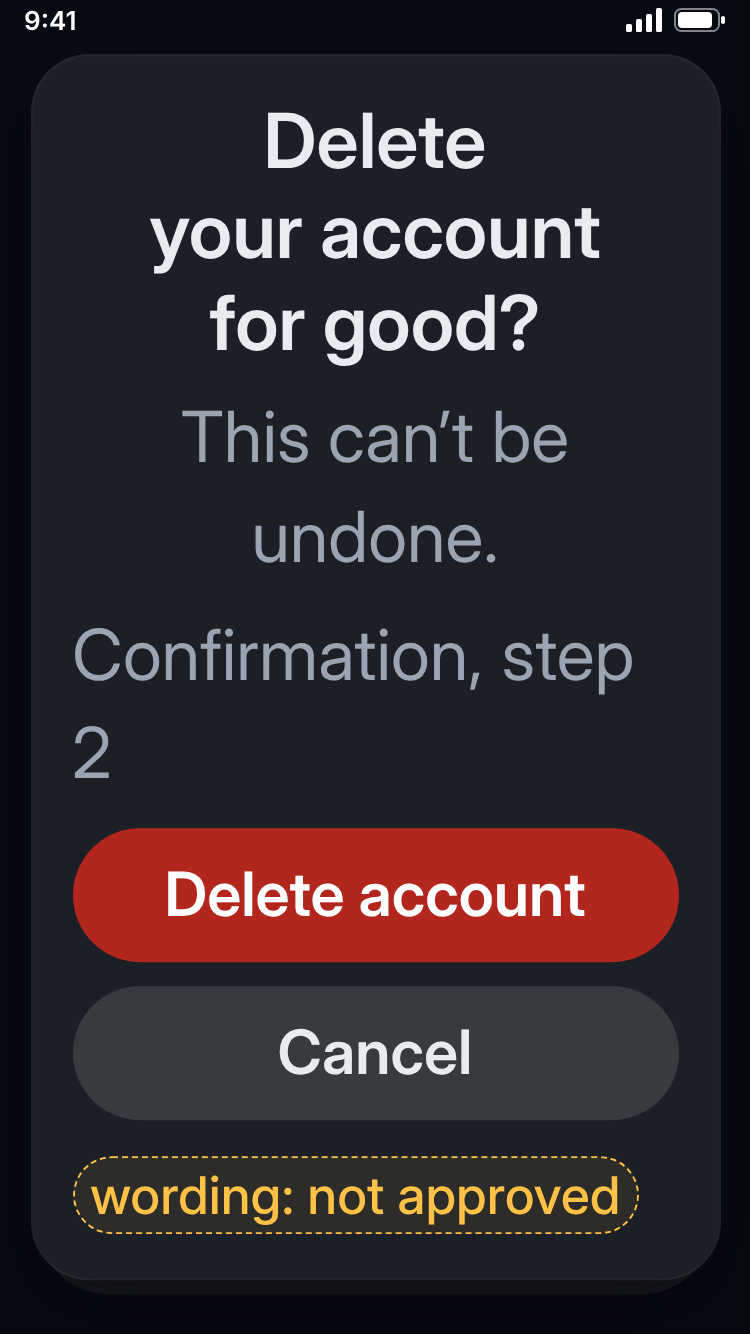 9:41
Delete
your account
for good?
This can’t be
undone.
Confirmation, step
2
Delete account
Cancel
wording: not approved